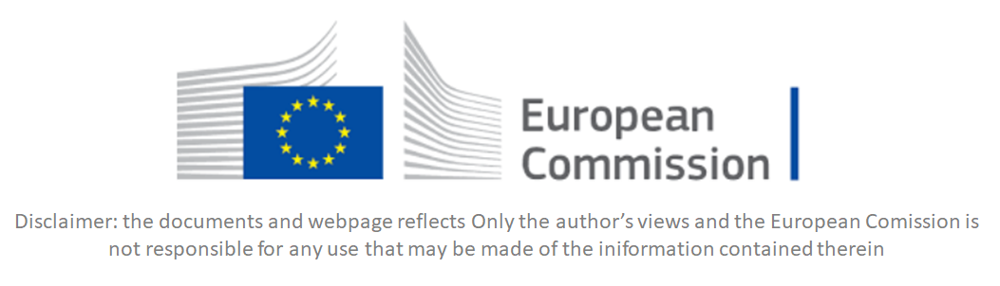 European
Commission
Disclaimer: the documents and webpage reflects Only the author’s views and the European Comission is
not responsible for any use that may be made of the iniformation contained therein